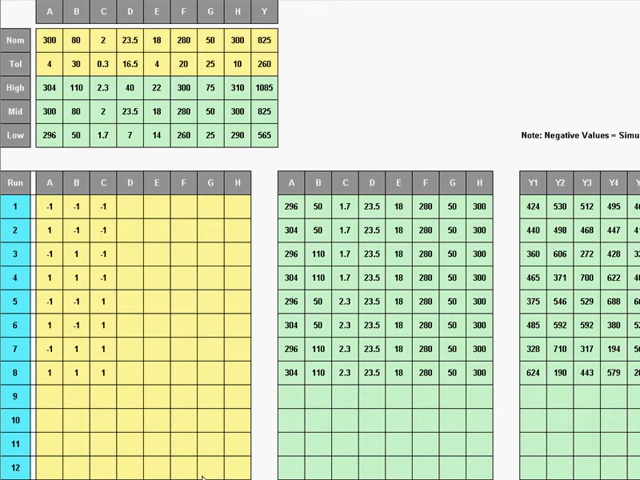 A B C D E F G H Y
Nom 300 80 2 23.5 18 280 50 300 825
Tol 4 30 0.3 16.5 4 20 25 10 260
High 304 110 2.3 40 22 300 75 310 1085
Mid 300 80 2 23.5 18 280 50 300 825
Low 296 50 1.7 7 14 260 25 290 565
Note: Negative Values = Simu
Run A B C D E F G H A B C D E F G H Y1 Y2 Y3 Y4 Y
1 -1 -1 -1 296 50 1.7 23.5 18 280 50 300 424 530 512 495
2 1 -1 -1 304 50 1.7 23.5 18 280 50 300 440 498 468 447
3 -1 1 -1 296 110 1.7 23.5 18 280 50 300 360 606 272 428
4 1 1 -1 304 110 1.7 23.5 18 280 50 300 465 371 700 622
5 -1 -1 1 296 50 2.3 23.5 18 280 50 300 375 546 529 688
6 1 -1 1 304 50 2.3 23.5 18 280 50 300 485 592 592 380
7 -1 1 1 296 110 2.3 23.5 18 280 50 300 328 710 317 194
8 1 1 1 304 110 2.3 23.5 18 280 50 300 624 190 443 579
9
10
11
12